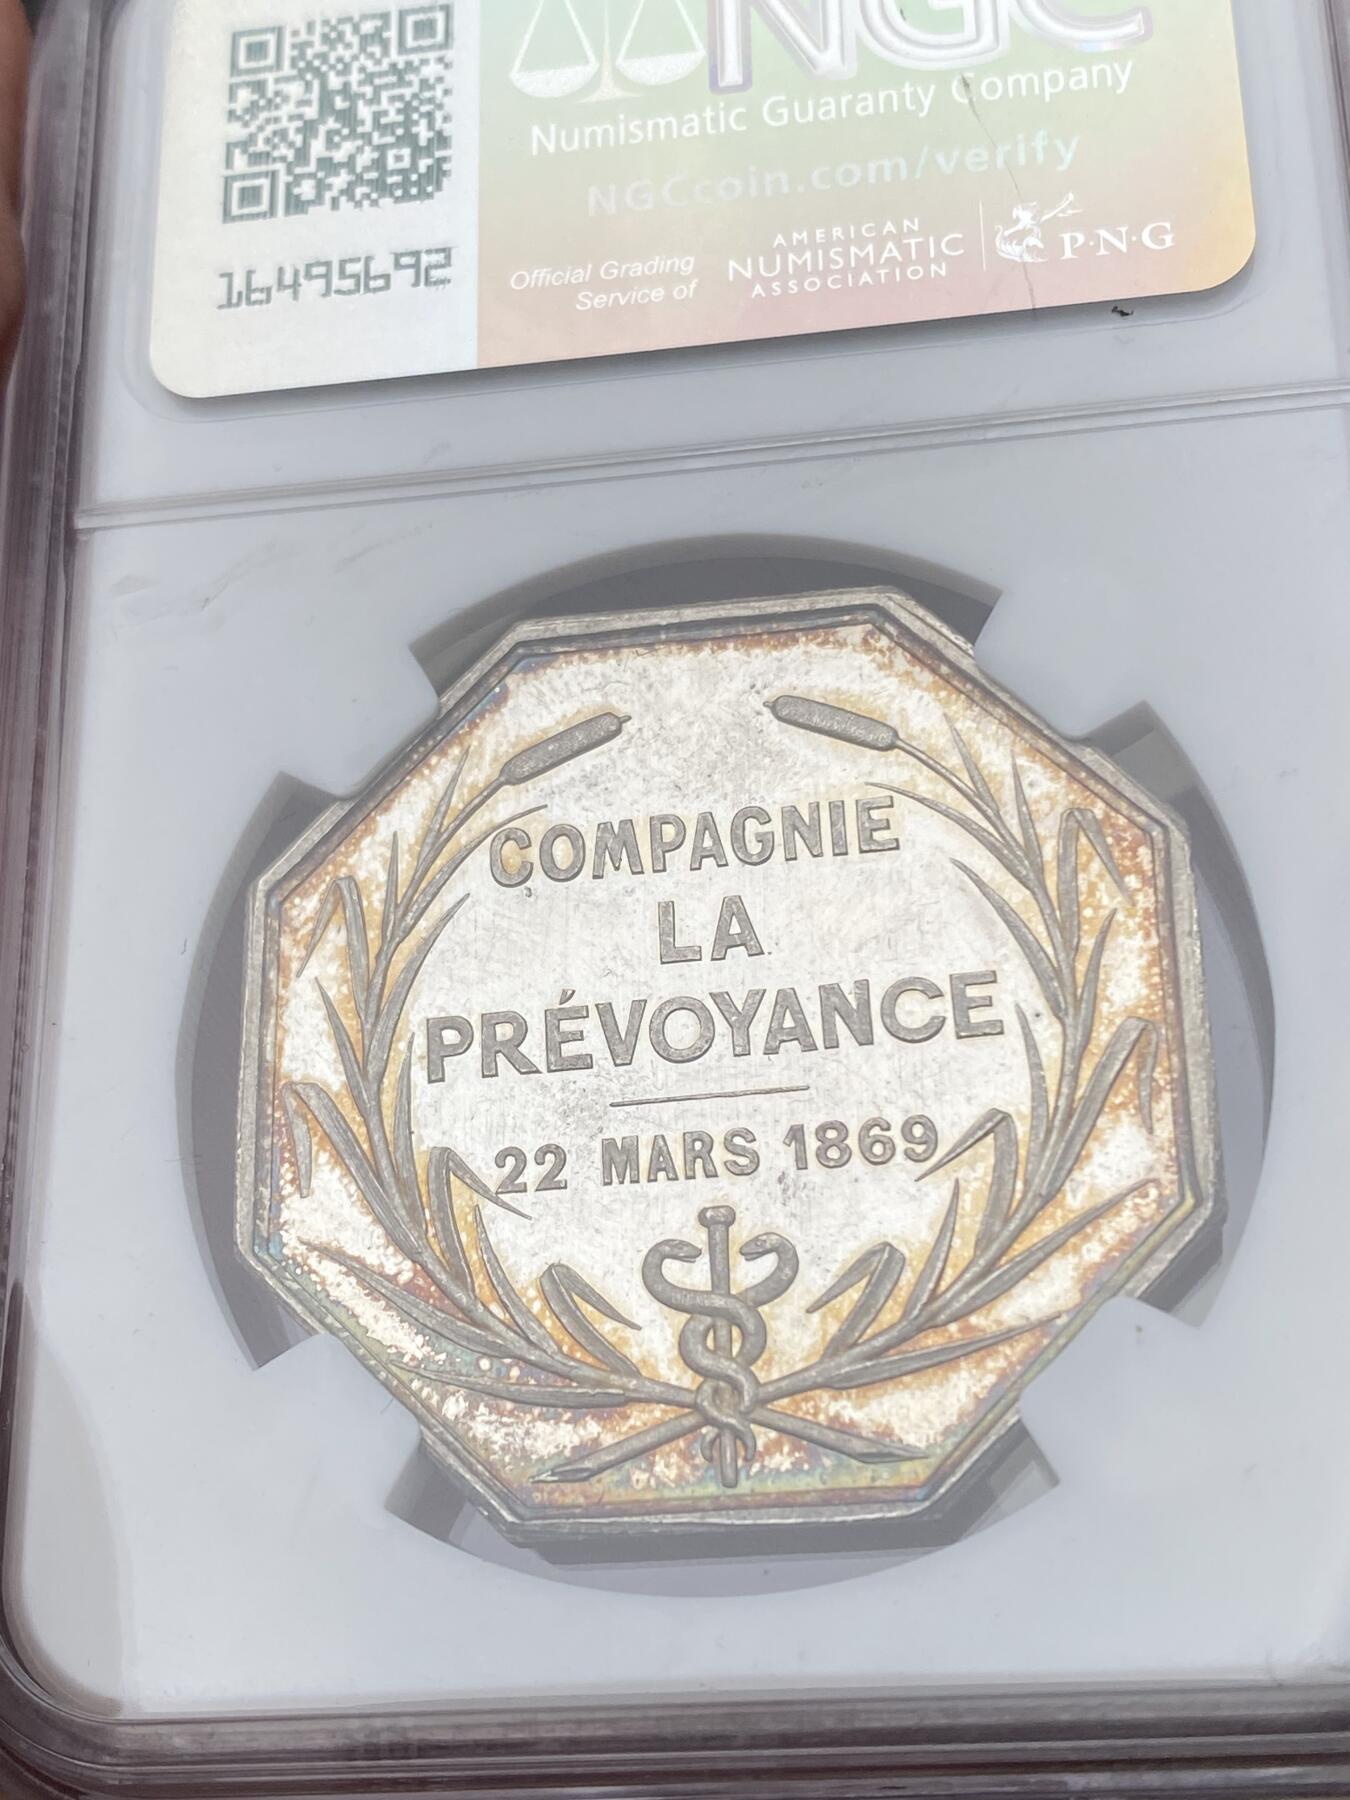 NGC
Numismatic Guaranty Company
NGCcoin.com/verify
Official Grading
Service of
AMERICAN
NUMISMATIC
ASSOCIATION
P·N·G
16495692
COMPAGNIE
LA
PRÉVOYANCE
22 MARS 1869